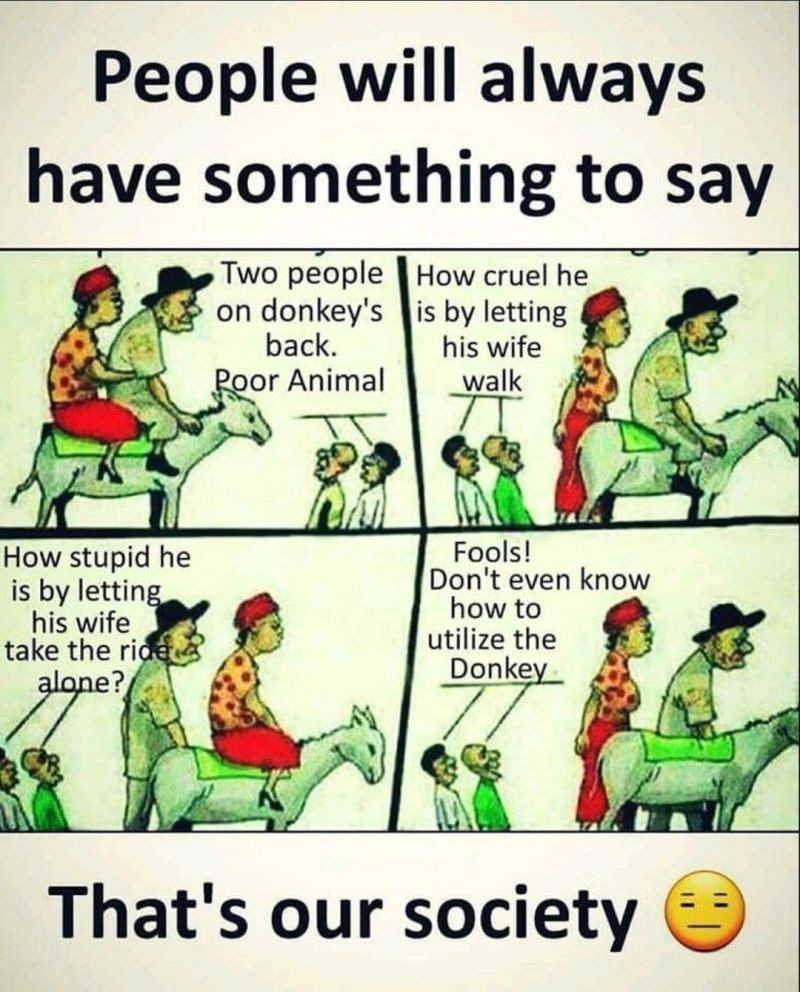 People will always
have something to say
Two people
on donkey's
back.
Poor Animal
How cruel he
is by letting
his wife
walk
How stupid he
is by letting
his wife
take the ride
alone?
Fools!
Don't even know
how to
utilize the
Donkey
That's our society 😑